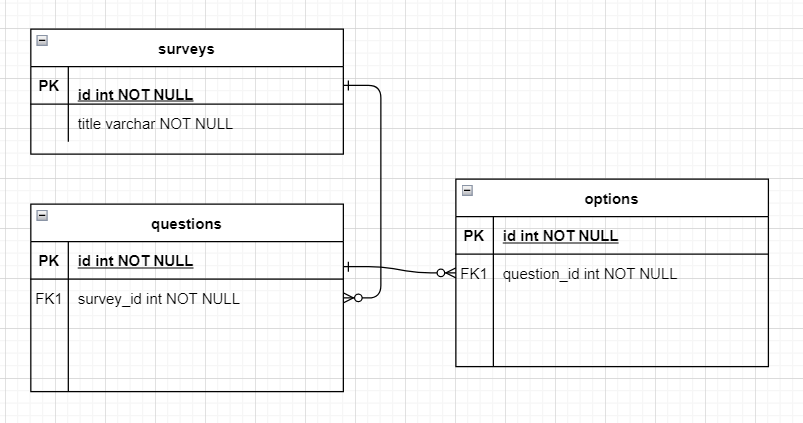 surveys
PK id int NOT NULL
title varchar NOT NULL
questions
PK id int NOT NULL
FK1 survey_id int NOT NULL
options
PK id int NOT NULL
FK1 question_id int NOT NULL